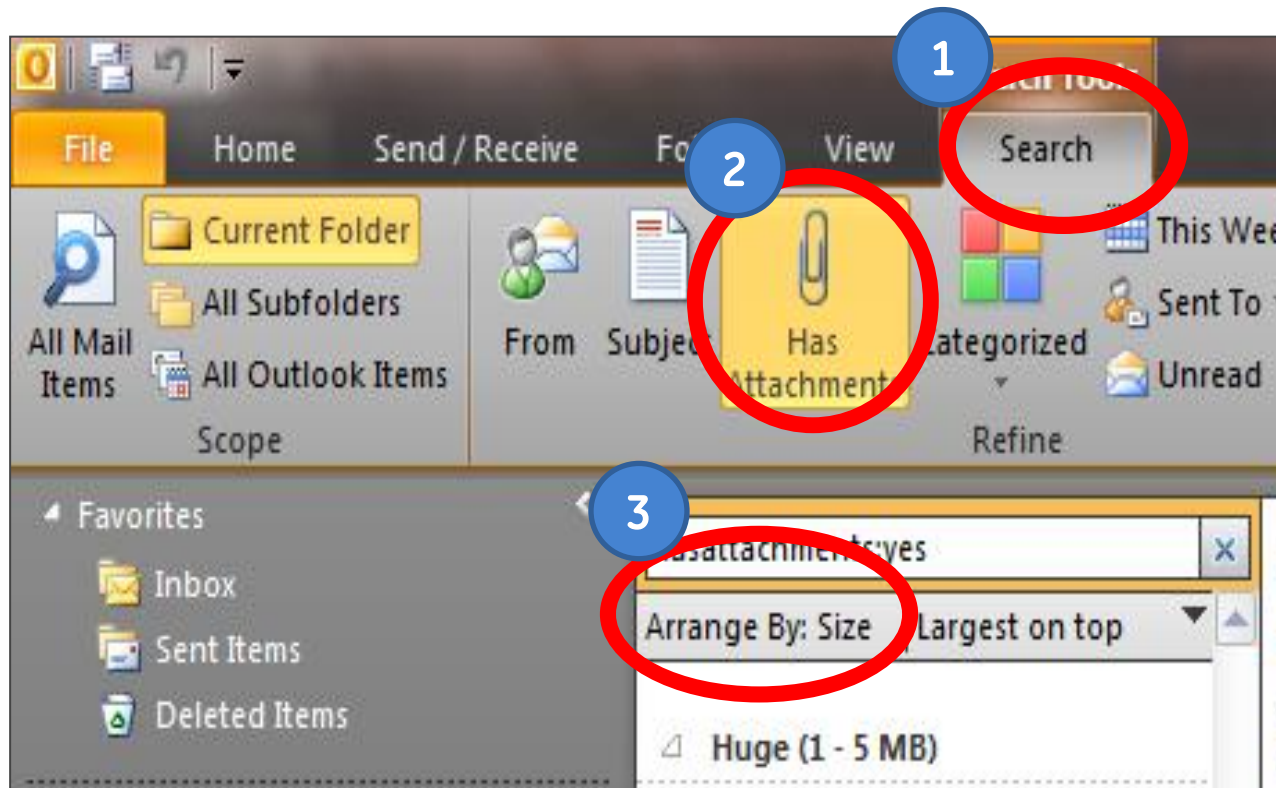 1
File Home Send / Receive View Search
2
Current Folder
All Subfolders
All Outlook Items
All Mail
Items
Scope
From
Has
Attachments
This
Sent To
Unread
Refine
3
Favorites
Inbox
Sent Items
Deleted Items
Arrange By: Size Largest on top
Huge (1 - 5 MB)